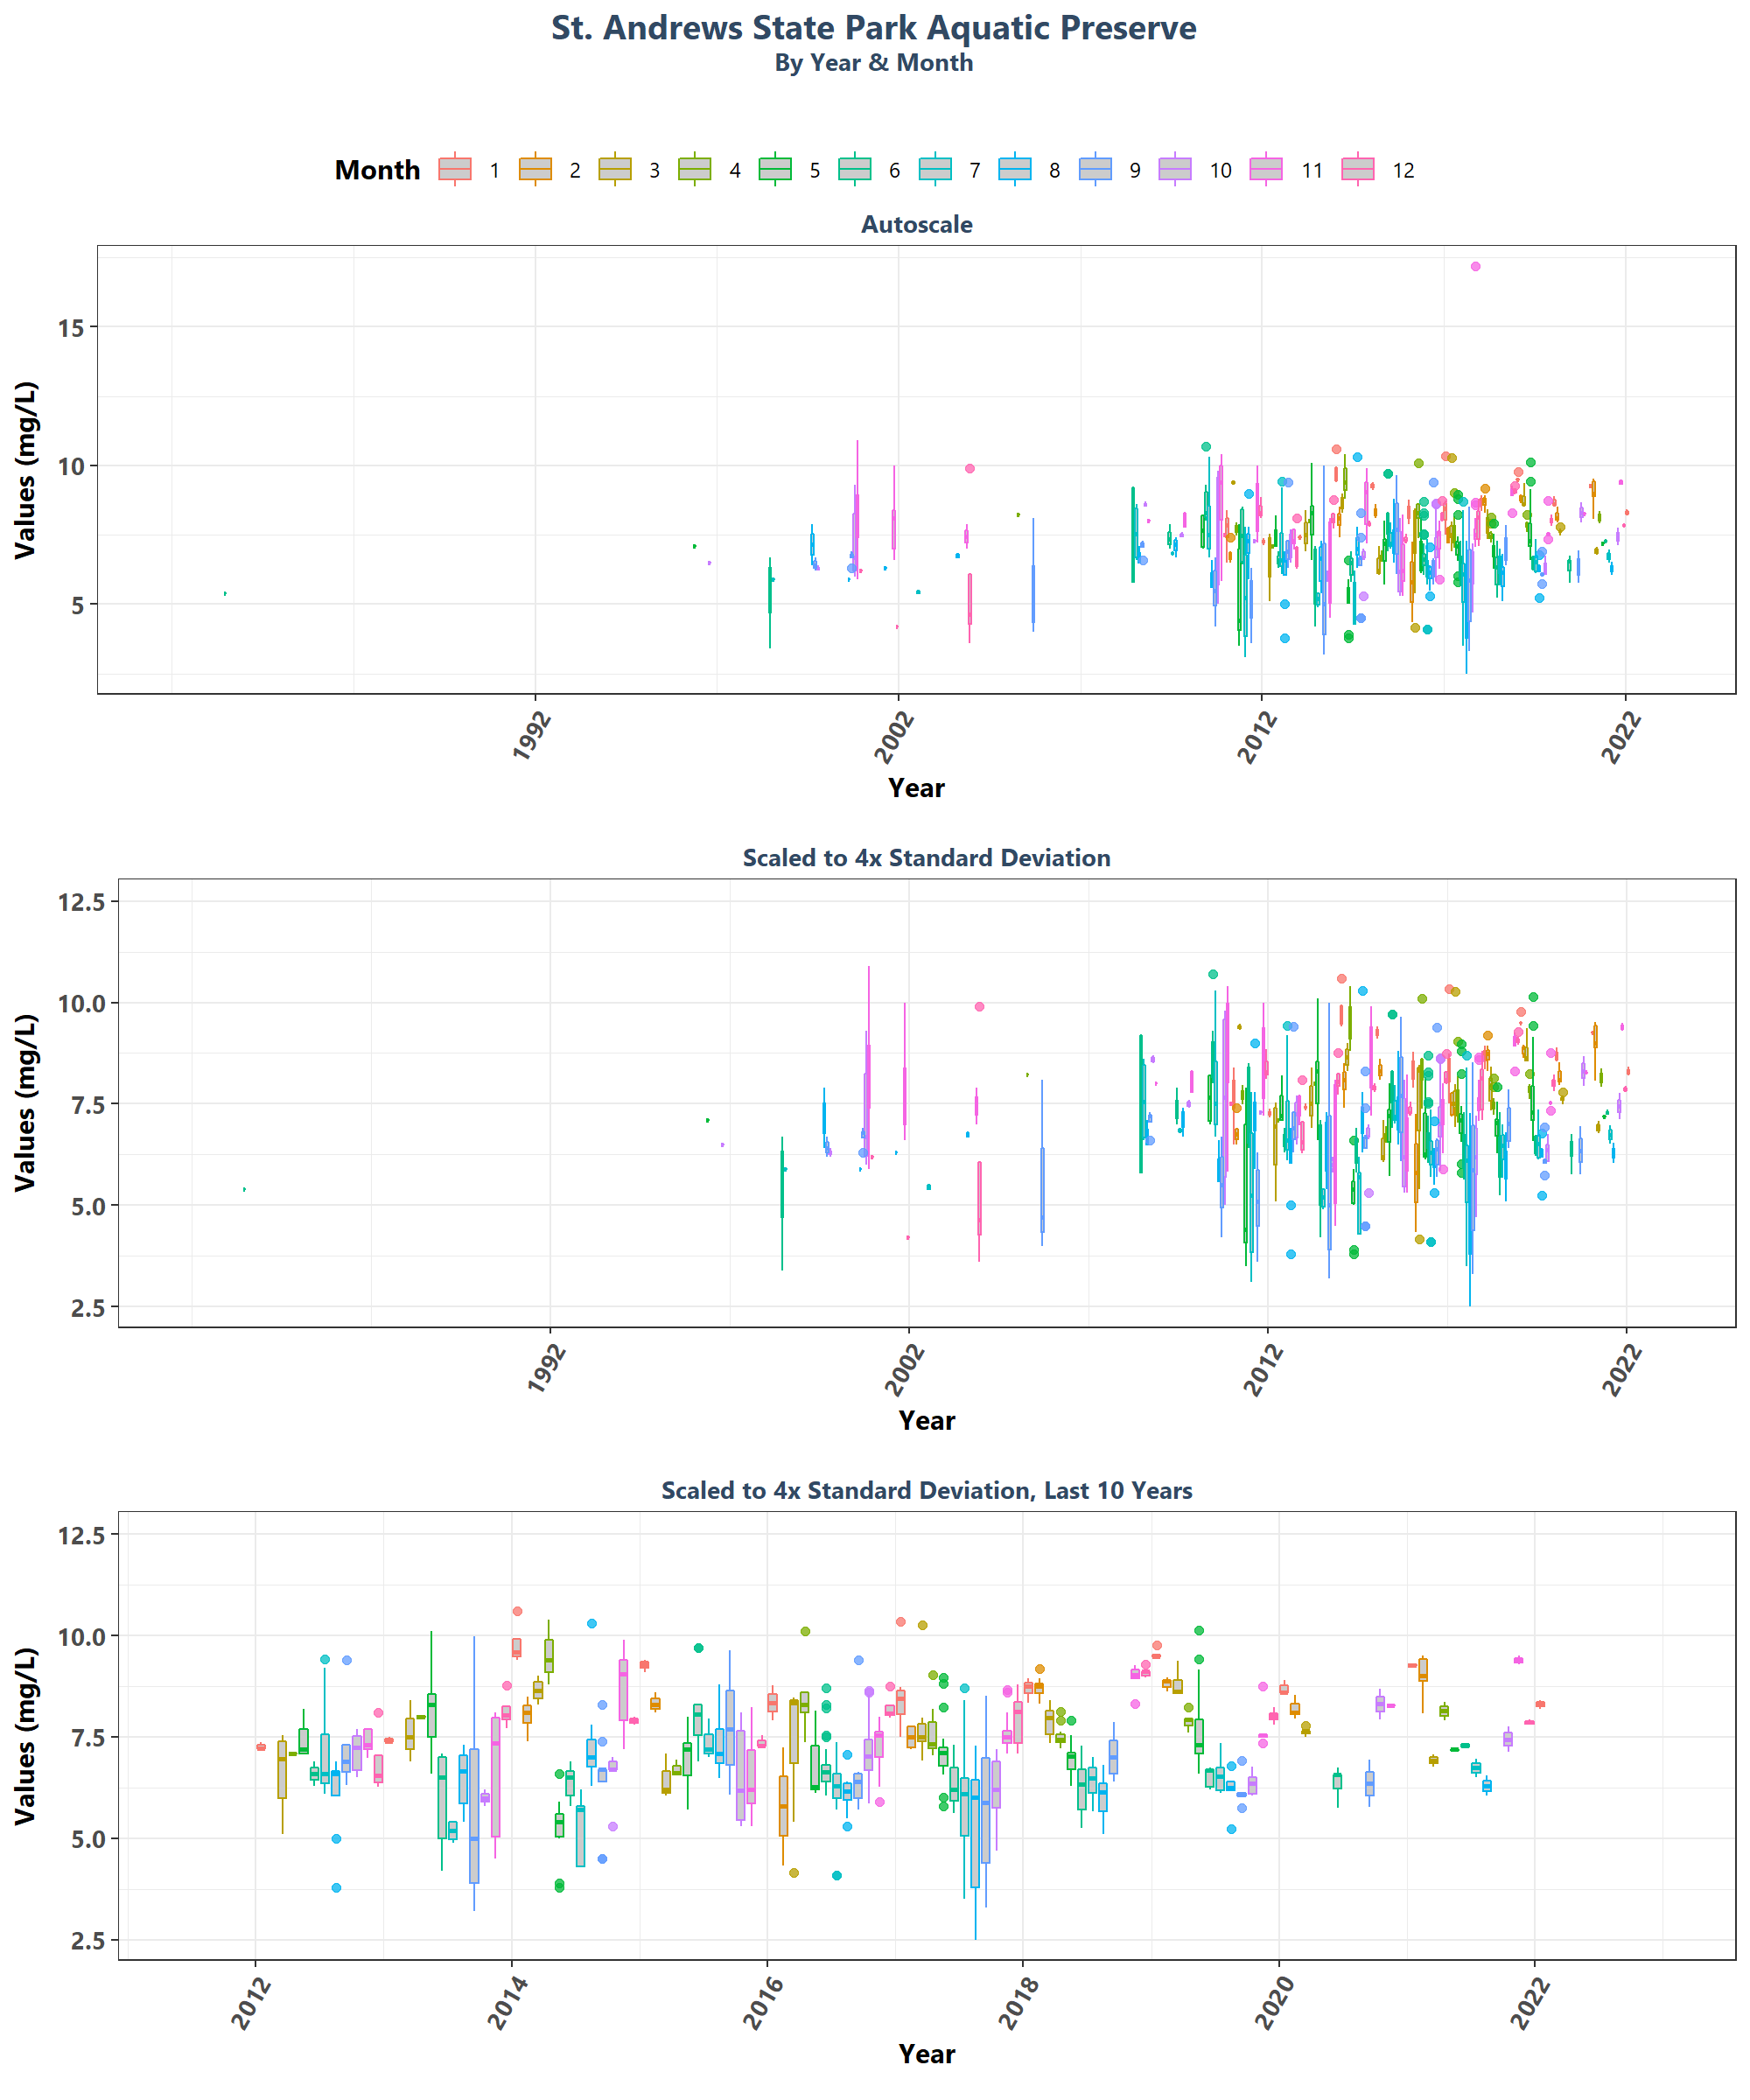 St. Andrews State Park Aquatic Preserve
By Year & Month
Month 1 2 3 4 5 6 7 8 9 10 11 12
Autoscale
Values (mg/L)
15
10
5
1992 2002 2012 2022
Year
Scaled to 4x Standard Deviation
Values (mg/L)
12.5
10.0
7.5
5.0
2.5
1992 2002 2012 2022
Year
Scaled to 4x Standard Deviation, Last 10 Years
Values (mg/L)
12.5
10.0
7.5
5.0
2.5
2012 2014 2016 2018 2020 2022
Year